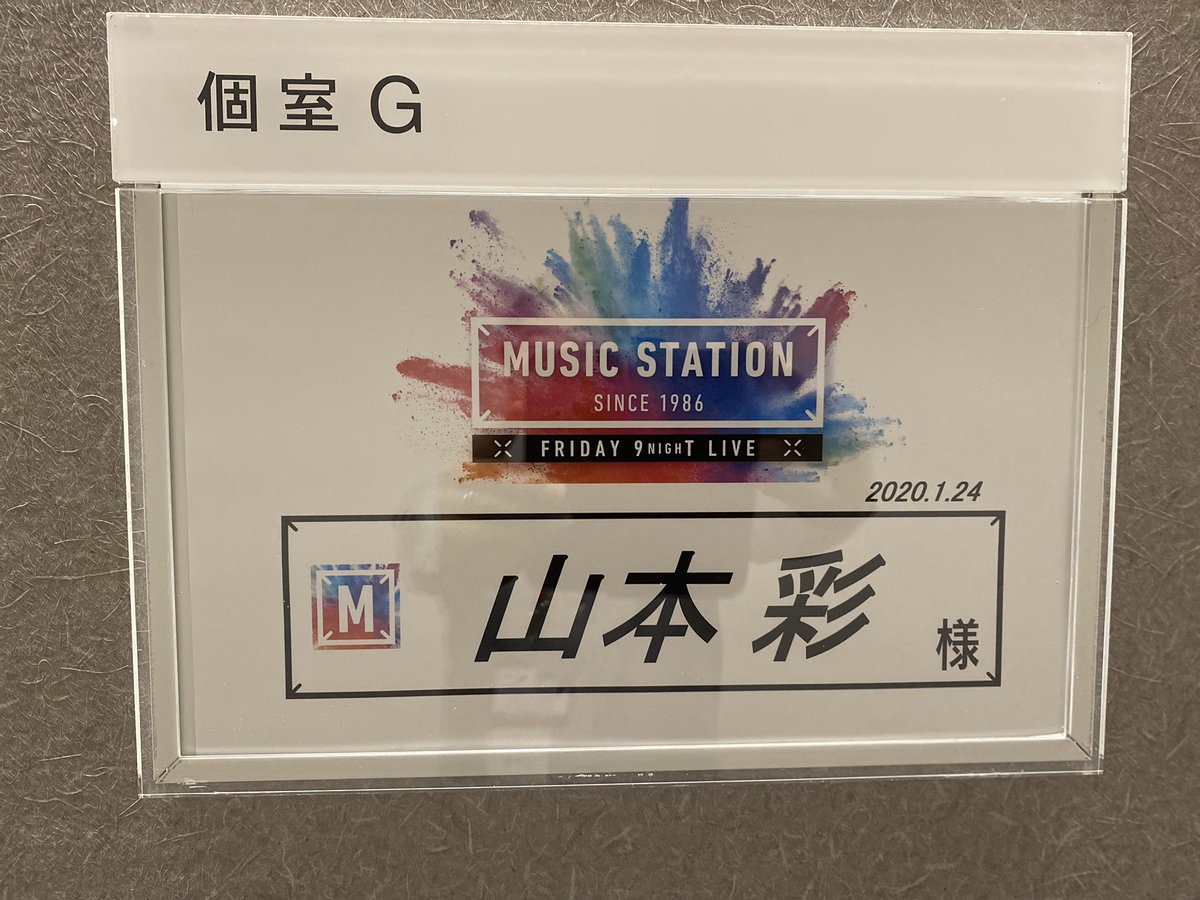 個室 G
MUSIC STATION
SINCE 1986
FRIDAY 9NIGHT LIVE
2020.1.24
M
山本 彩 様